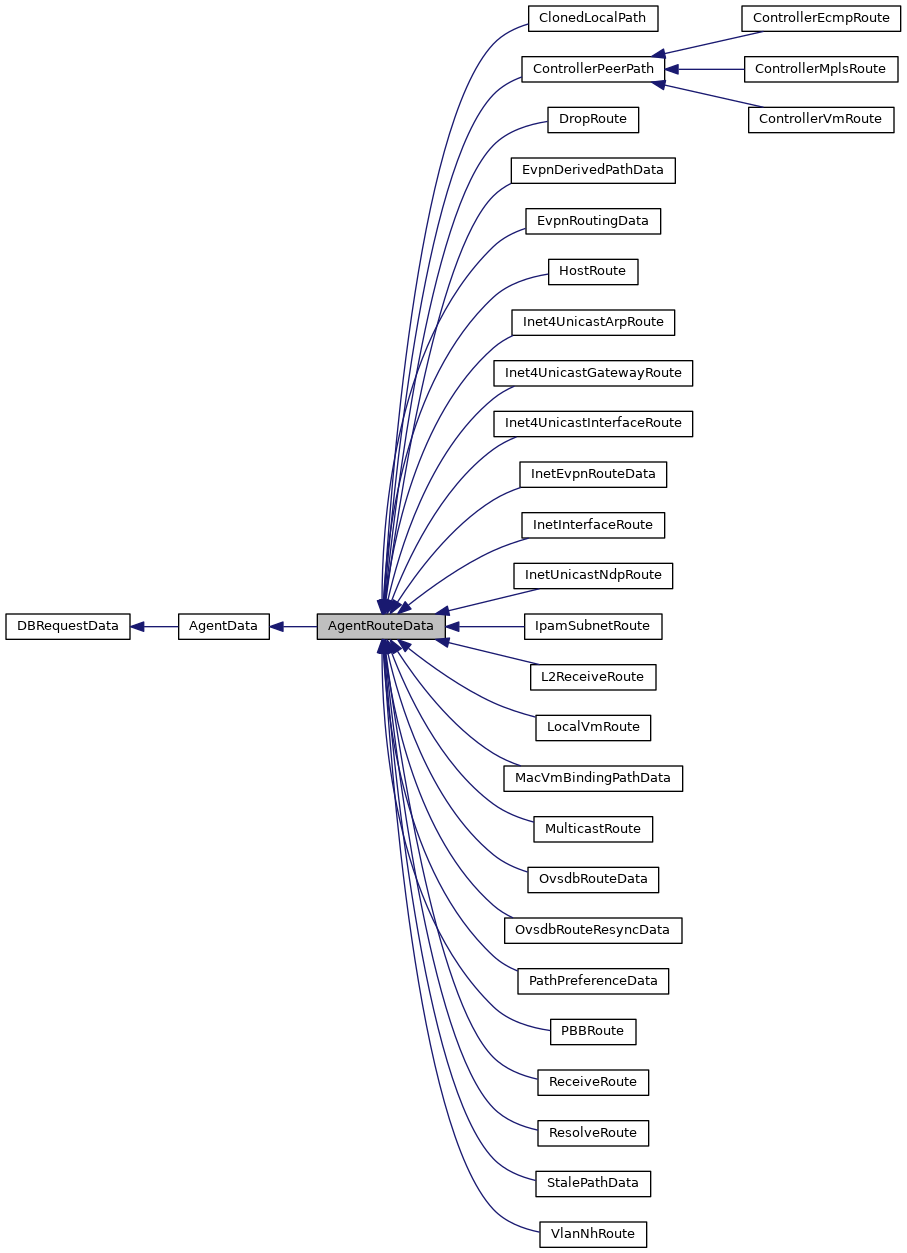 ClonedLocalPath
ControllerEcmpRoute
ControllerPeerPath
ControllerMplsRoute
DropRoute
ControllerVmRoute
EvpnDerivedPathData
EvpnRoutingData
HostRoute
Inet4UnicastArpRoute
Inet4UnicastGatewayRoute
Inet4UnicastInterfaceRoute
InetEvpnRouteData
InetInterfaceRoute
InetUnicastNdpRoute
DBRequestData
AgentData
AgentRouteData
IpamSubnetRoute
L2ReceiveRoute
LocalVmRoute
MacVmBindingPathData
MulticastRoute
OvsdbRouteData
OvsdbRouteResyncData
PathPreferenceData
PBBRoute
ReceiveRoute
ResolveRoute
StalePathData
VlanNhRoute